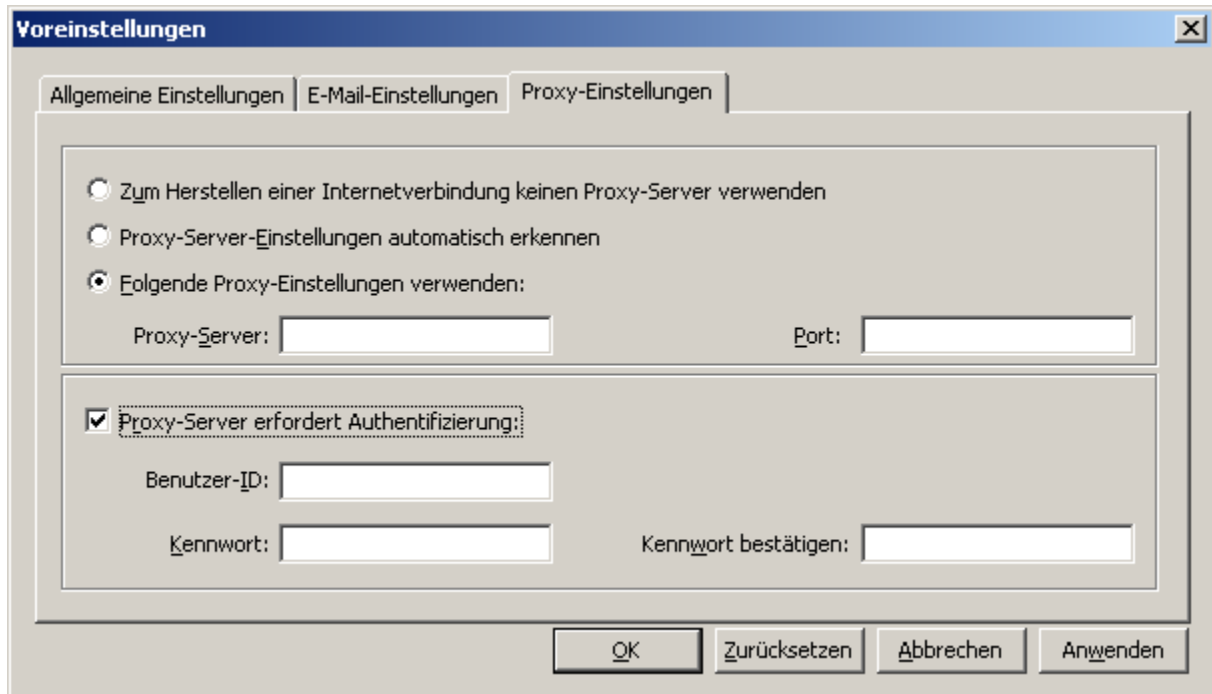 Voreinstellungen
Allgemeine Einstellungen E-Mail-Einstellungen Proxy-Einstellungen
Zum Herstellen einer Internetverbindung keinen Proxy-Server verwenden
Proxy-Server-Einstellungen automatisch erkennen
Folgende Proxy-Einstellungen verwenden:
Proxy-Server: Port:
Proxy-Server erfordert Authentifizierung:
Benutzer-ID:
Kennwort: Kennwort bestätigen:
OK Zurücksetzen Abbrechen Anwenden